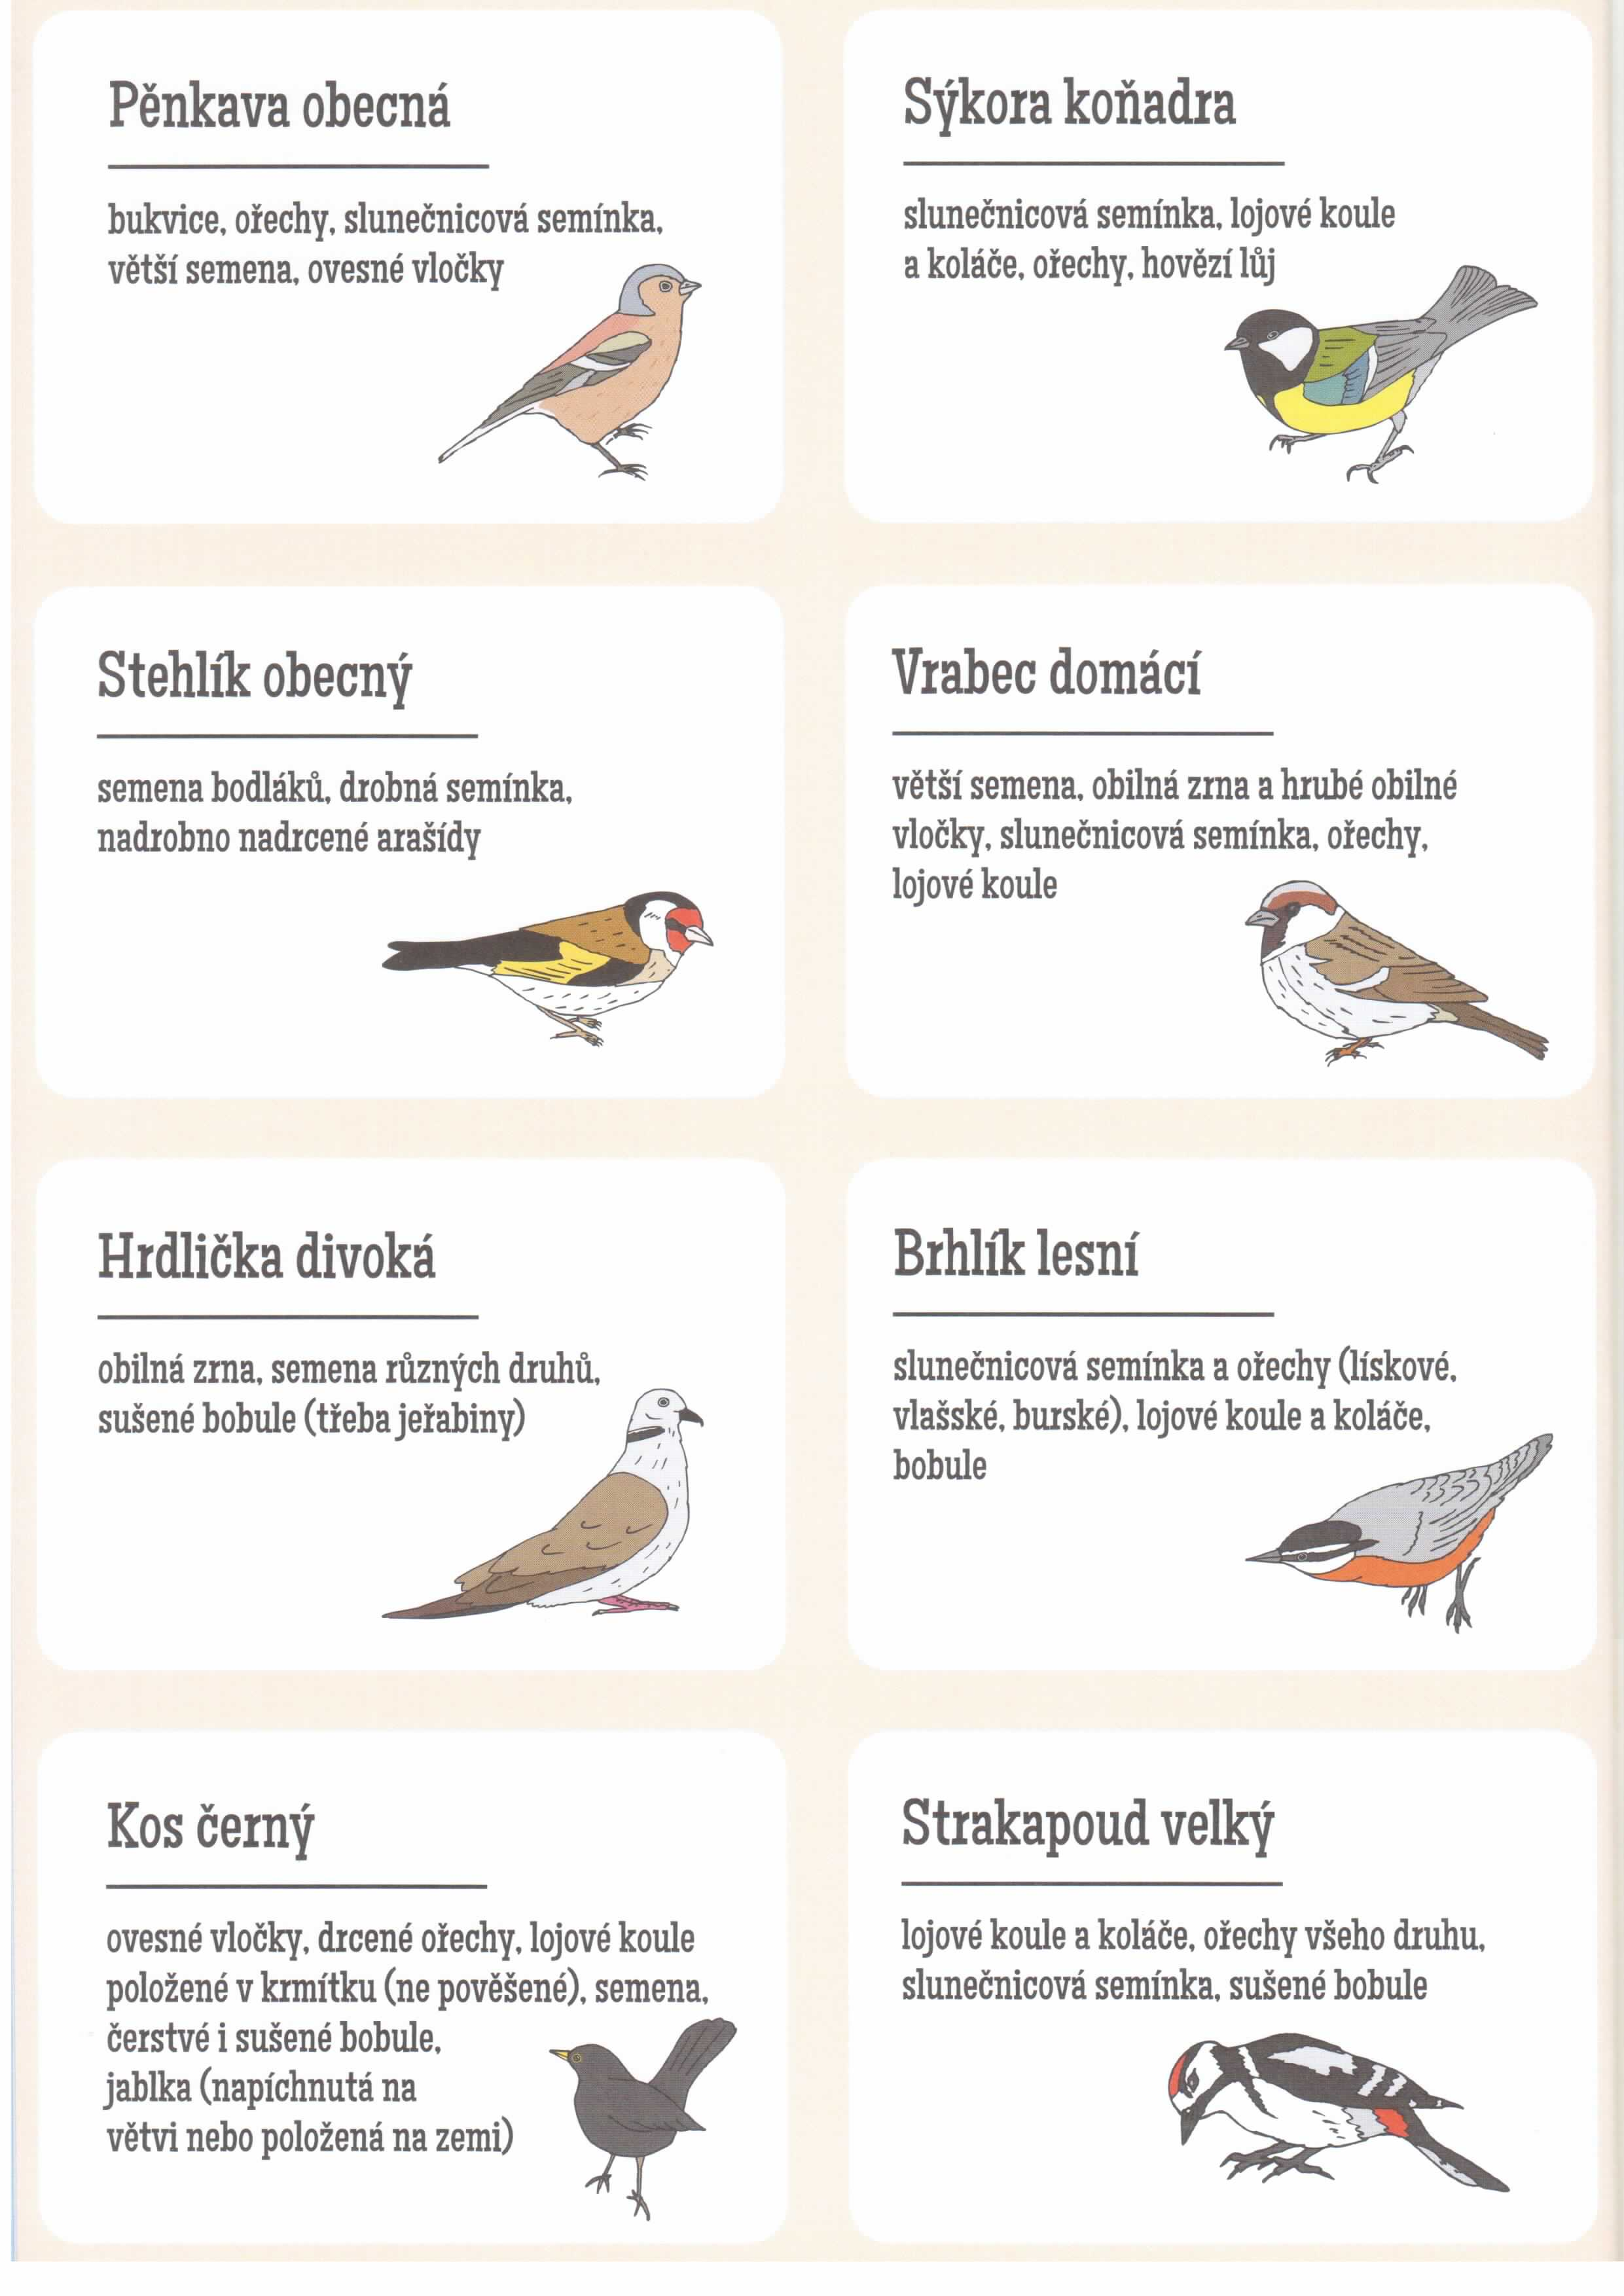 Pěnkava obecná
bukvice, ořechy, slunečnicová semínka,
větší semena, ovesné vločky
Sýkora koňadra
slunečnicová semínka, lojové koule
a koláče, ořechy, hovězí lůj
Stehlík obecný
semena bodláků, drobná semínka,
nadrobno nadrcené arašídy
Vrabec domácí
větší semena, obilná zrna a hrubé obilné
vločky, slunečnicová semínka, ořechy,
lojové koule
Hrdlička divoká
obilná zrna, semena různých druhů,
sušené bobule (třeba jeřabiny)
Brhlík lesní
slunečnicová semínka a ořechy (lískové,
vlašské, burské), lojové koule a koláče,
bobule
Kos černý
ovesné vločky, drcené ořechy, lojové koule
položené v krmítku (ne pověšené), semena,
čerstvé i sušené bobule,
jablka (napíchnutá na
větvi nebo položená na zemi)
Strakapoud velký
lojové koule a koláče, ořechy všeho druhu,
slunečnicová semínka, sušené bobule